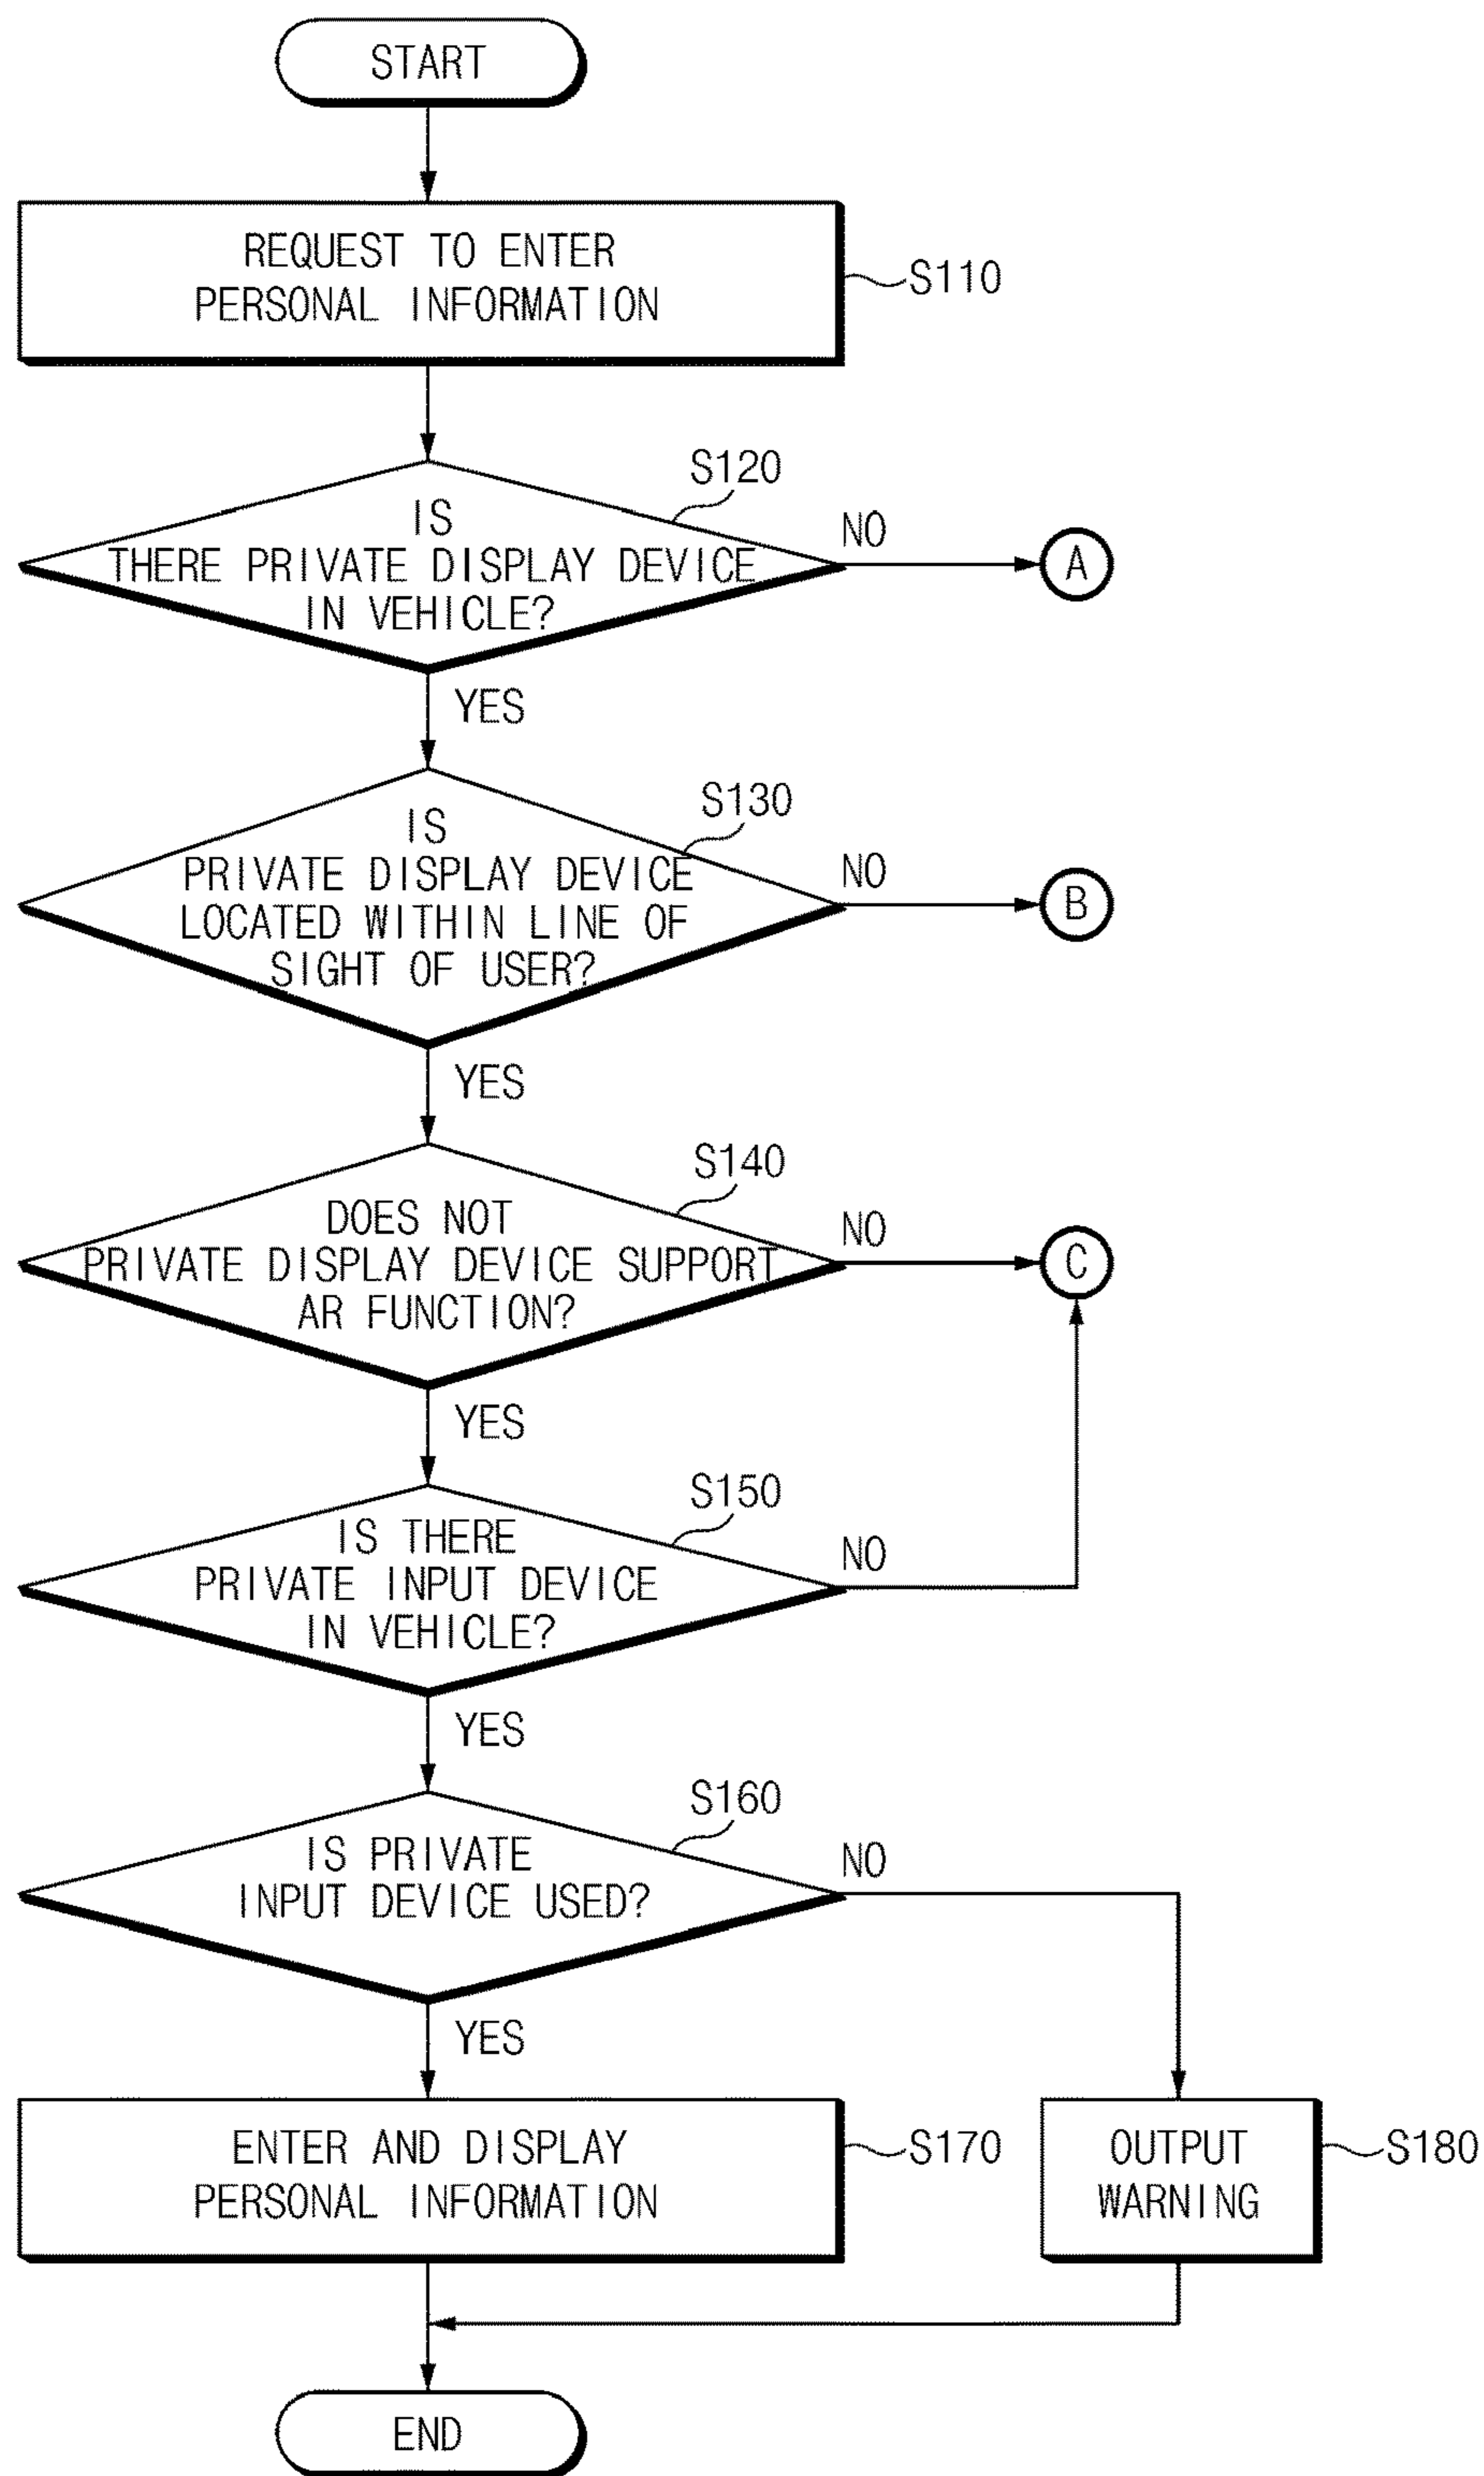 START
REQUEST TO ENTER
PERSONAL INFORMATION
S110
S120
IS
THERE PRIVATE DISPLAY DEVICE
IN VEHICLE?
NO
A
YES
S130
IS
PRIVATE DISPLAY DEVICE
LOCATED WITHIN LINE OF
SIGHT OF USER?
NO
B
YES
S140
DOES NOT
PRIVATE DISPLAY DEVICE SUPPORT
AR FUNCTION?
NO
C
YES
S150
IS THERE
PRIVATE INPUT DEVICE
IN VEHICLE?
NO
YES
S160
IS PRIVATE
INPUT DEVICE USED?
NO
YES
ENTER AND DISPLAY
PERSONAL INFORMATION
S170
OUTPUT
WARNING
S180
END